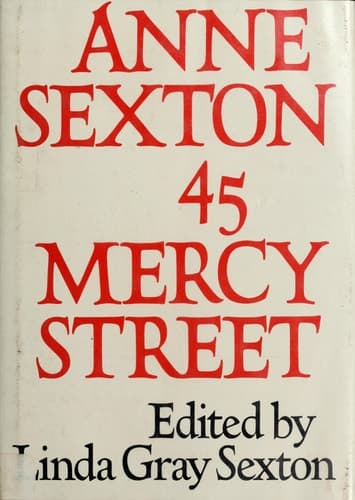 ANNE
SEXTON
45
MERCY
STREET
Edited by
Linda Gray Sexton